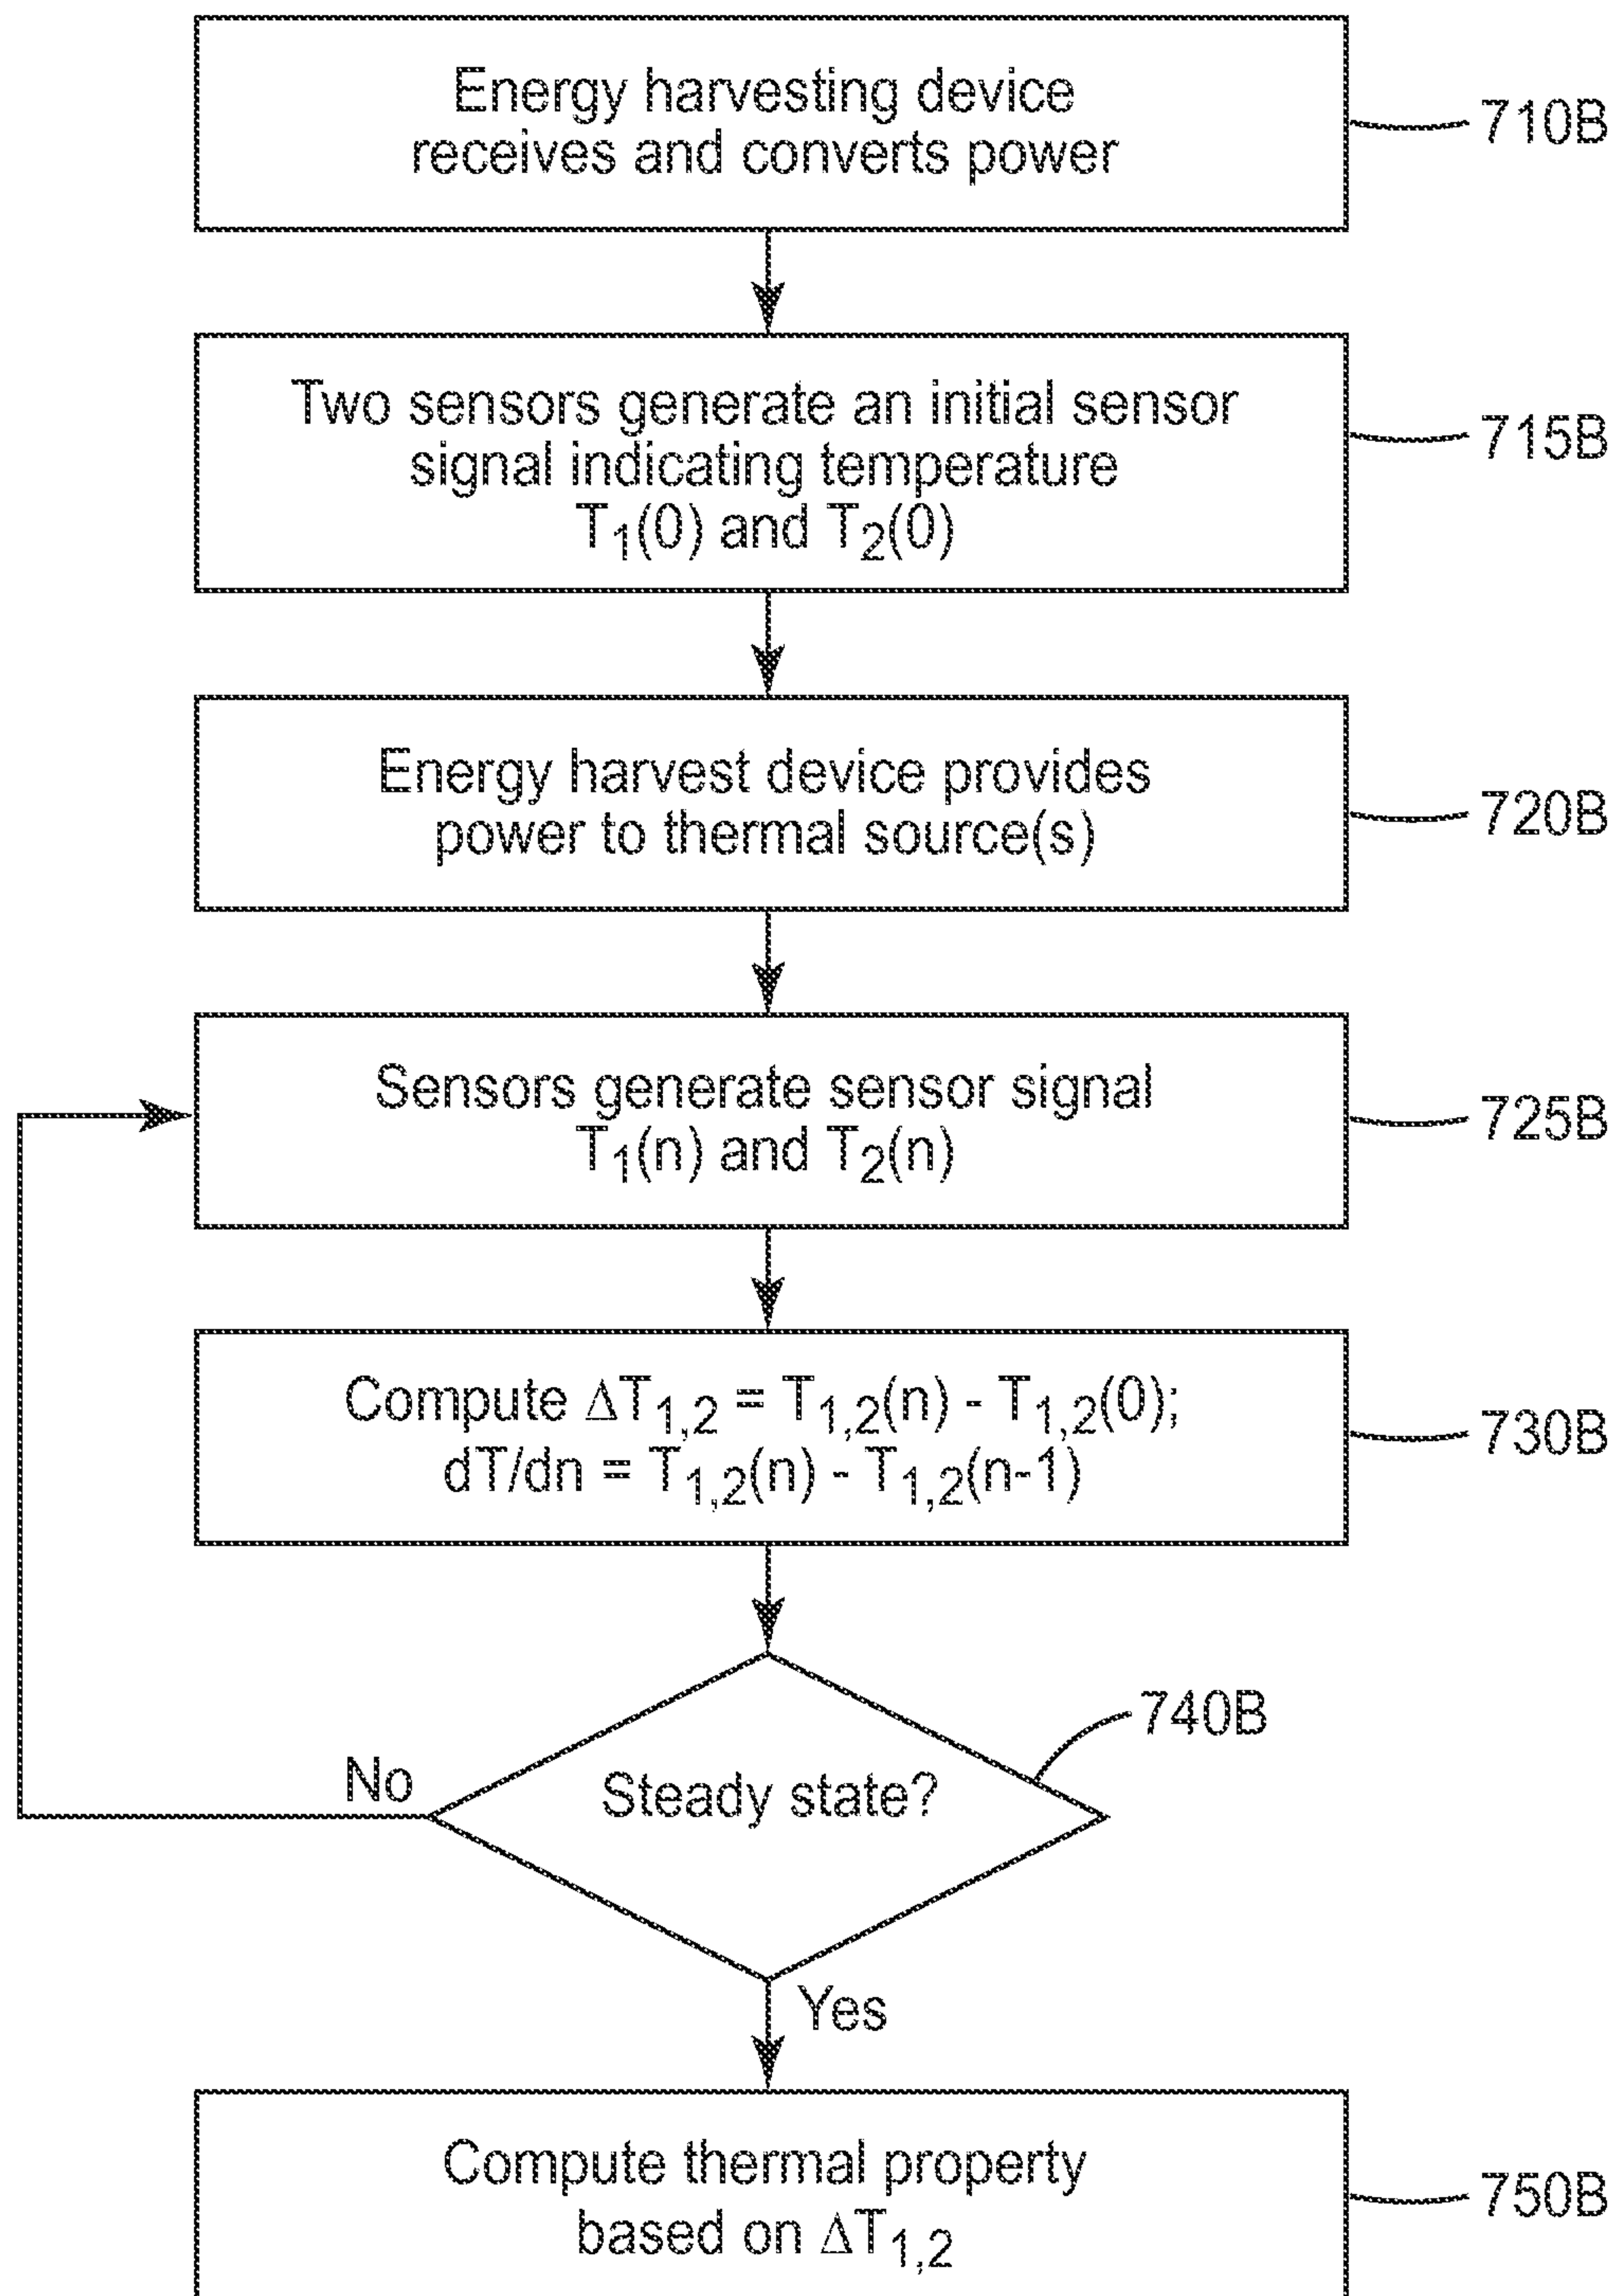 Energy harvesting device
receives and converts power
710B
Two sensors generate an initial sensor
signal indicating temperature
T₁(0) and T₂(0)
715B
Energy harvest device provides
power to thermal source(s)
720B
Sensors generate sensor signal
T₁(n) and T₂(n)
725B
Compute ΔT₁,₂ = T₁,₂(n) - T₁,₂(0);
dT/dn = T₁,₂(n) - T₁,₂(n-1)
730B
740B
No
Steady state?
Yes
Compute thermal property
based on ΔT₁,₂
750B